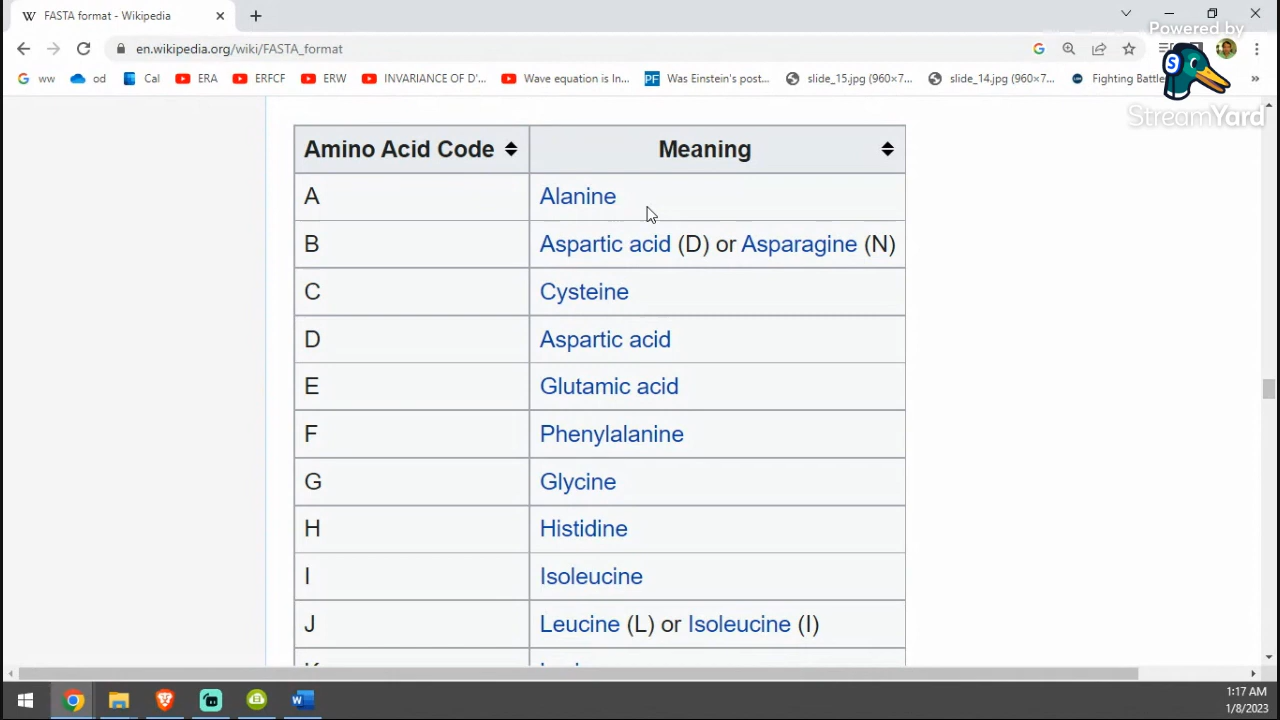 FASTA format - Wikipedia
en.wikipedia.org/wiki/FASTA_format
Powered by
ww od Cal ERA ERFCF ERW INVARIANCE OF D'... Wave equation is In... PF Was Einstein's post... slide_15.jpg (960×7... slide_14.jpg (960×7... Fighting Battle
StreamYard
Amino Acid Code Meaning
A Alanine
B Aspartic acid (D) or Asparagine (N)
C Cysteine
D Aspartic acid
E Glutamic acid
F Phenylalanine
G Glycine
H Histidine
I Isoleucine
J Leucine (L) or Isoleucine (I)
1:17 AM
1/8/2023